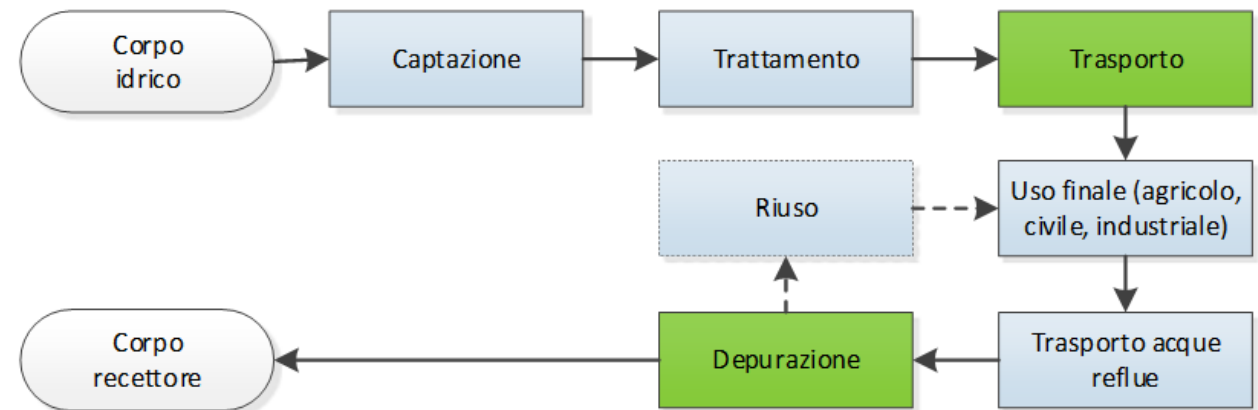 Corpo
idrico
Captazione
Trattamento
Trasporto
Riuso
Uso finale (agricolo,
civile, industriale)
Corpo
recettore
Depurazione
Trasporto acque
reflue